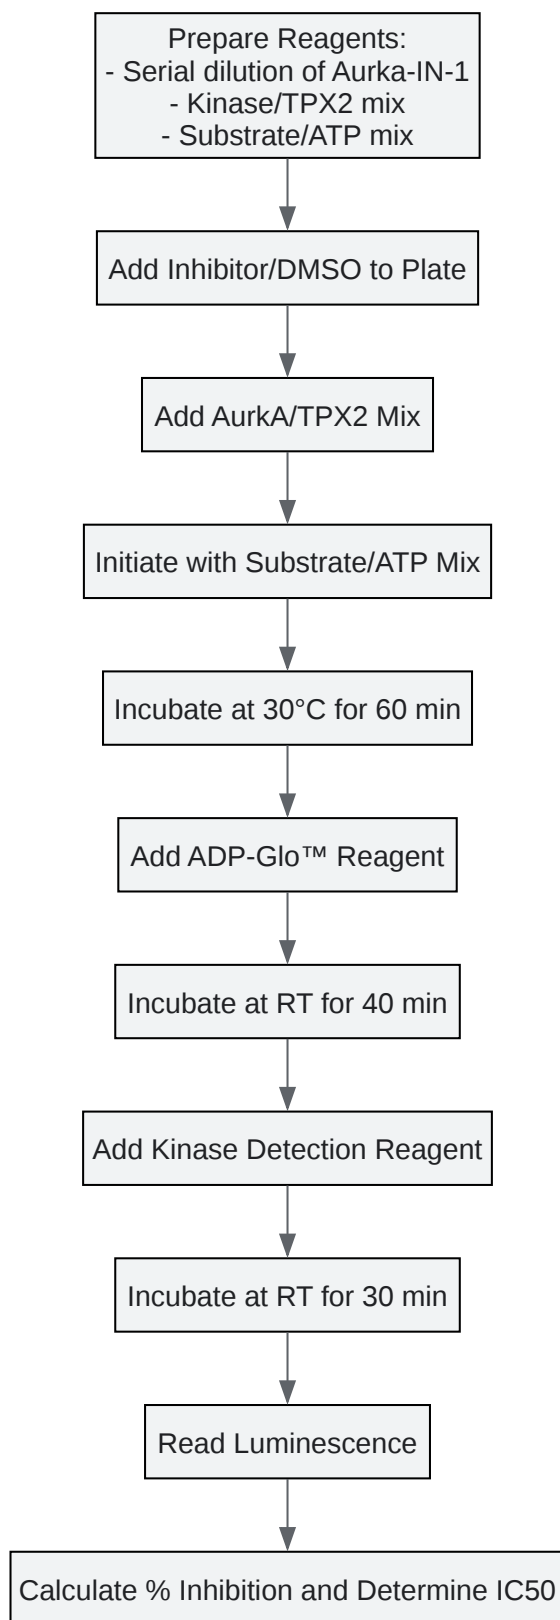 Prepare Reagents:
- Serial dilution of Aurka-IN-1
- Kinase/TPX2 mix
- Substrate/ATP mix
Add Inhibitor/DMSO to Plate
Add AurkA/TPX2 Mix
Initiate with Substrate/ATP Mix
Incubate at 30°C for 60 min
Add ADP-Glo™ Reagent
Incubate at RT for 40 min
Add Kinase Detection Reagent
Incubate at RT for 30 min
Read Luminescence
Calculate % Inhibition and Determine IC50